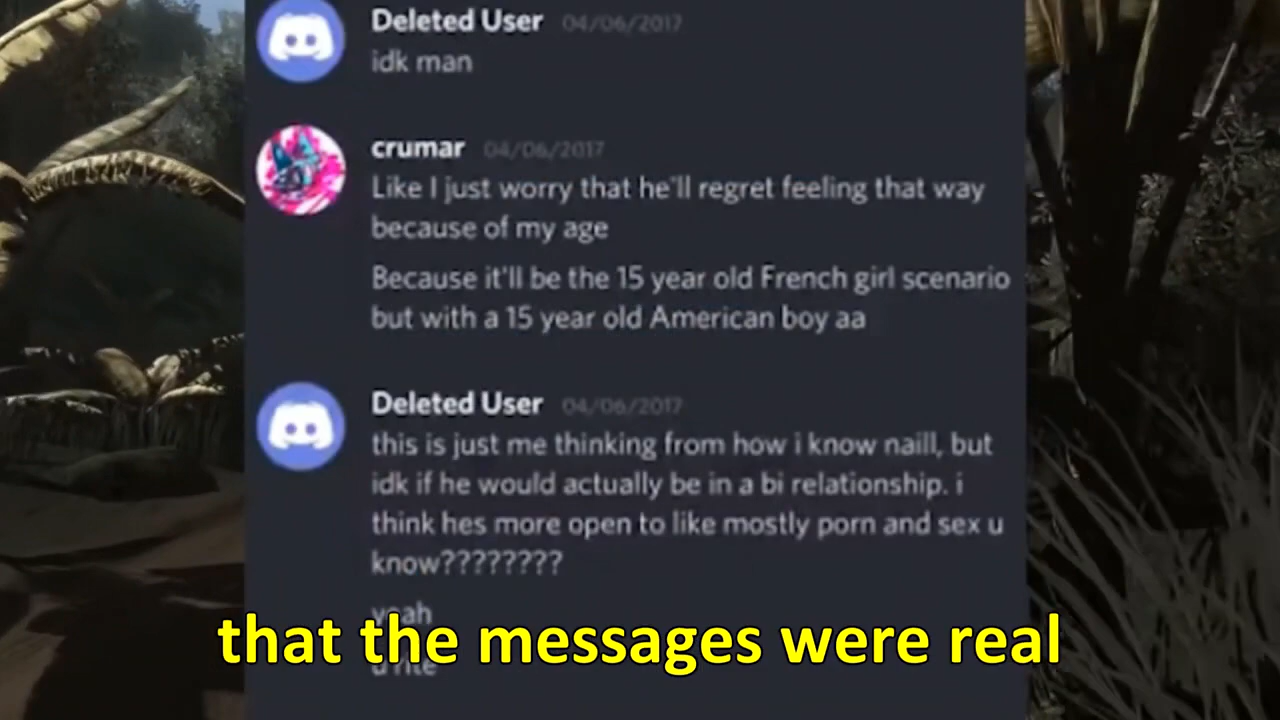 Deleted User 04/06/2017
idk man
crumar 04/06/2017
Like I just worry that he'll regret feeling that way
because of my age
Because it'll be the 15 year old French girl scenario
but with a 15 year old American boy aa
Deleted User 04/06/2017
this is just me thinking from how i know naill, but
idk if he would actually be in a bi relationship. i
think hes more open to like mostly porn and sex u
know????????
yeah
that the messages were real